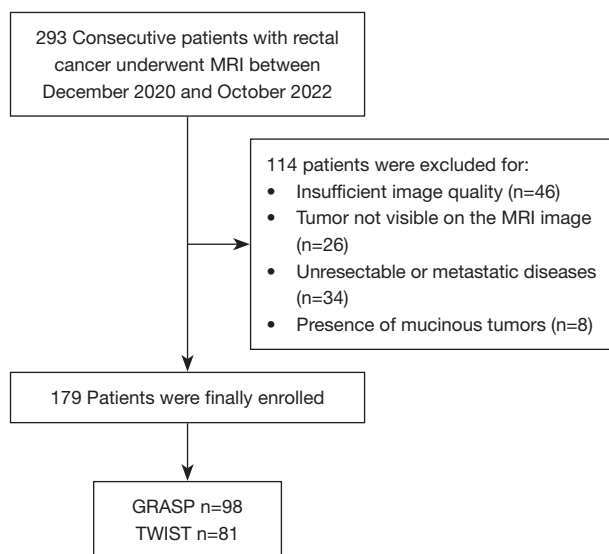 293 Consecutive patients with rectal
cancer underwent MRI between
December 2020 and October 2022
114 patients were excluded for:
• Insufficient image quality (n=46)
• Tumor not visible on the MRI image
(n=26)
• Unresectable or metastatic diseases
(n=34)
• Presence of mucinous tumors (n=8)
179 Patients were finally enrolled
GRASP n=98
TWIST n=81